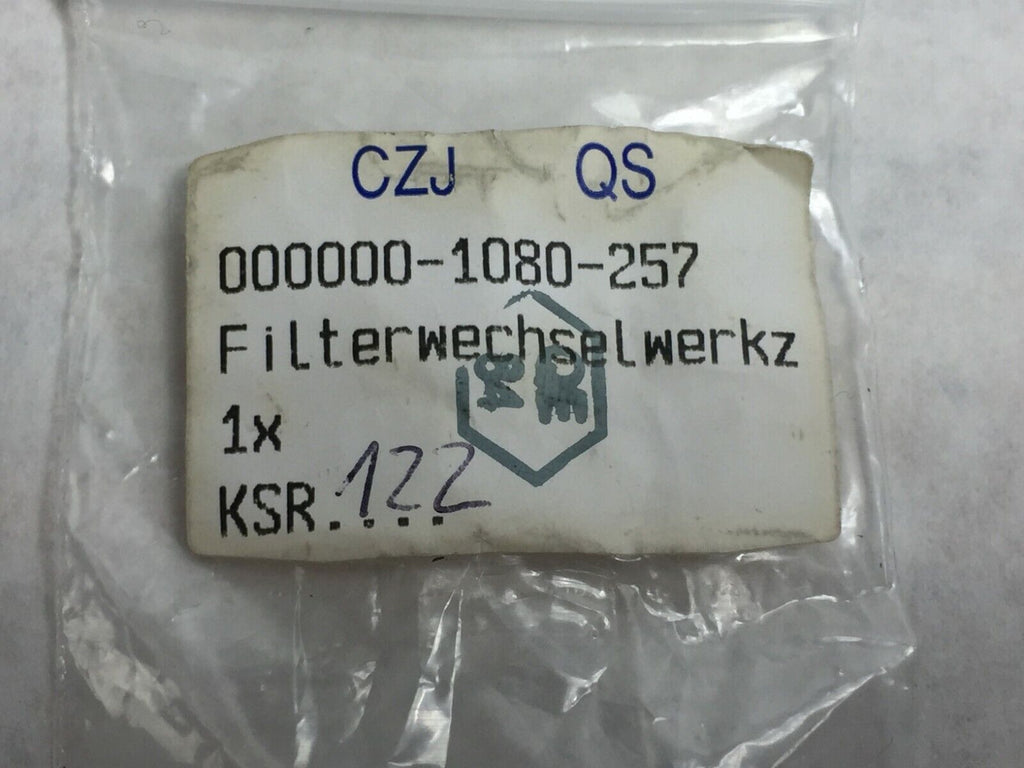 CZJ QS
000000-1080-257
Filterwechselwerkz
1x
KSR.122...